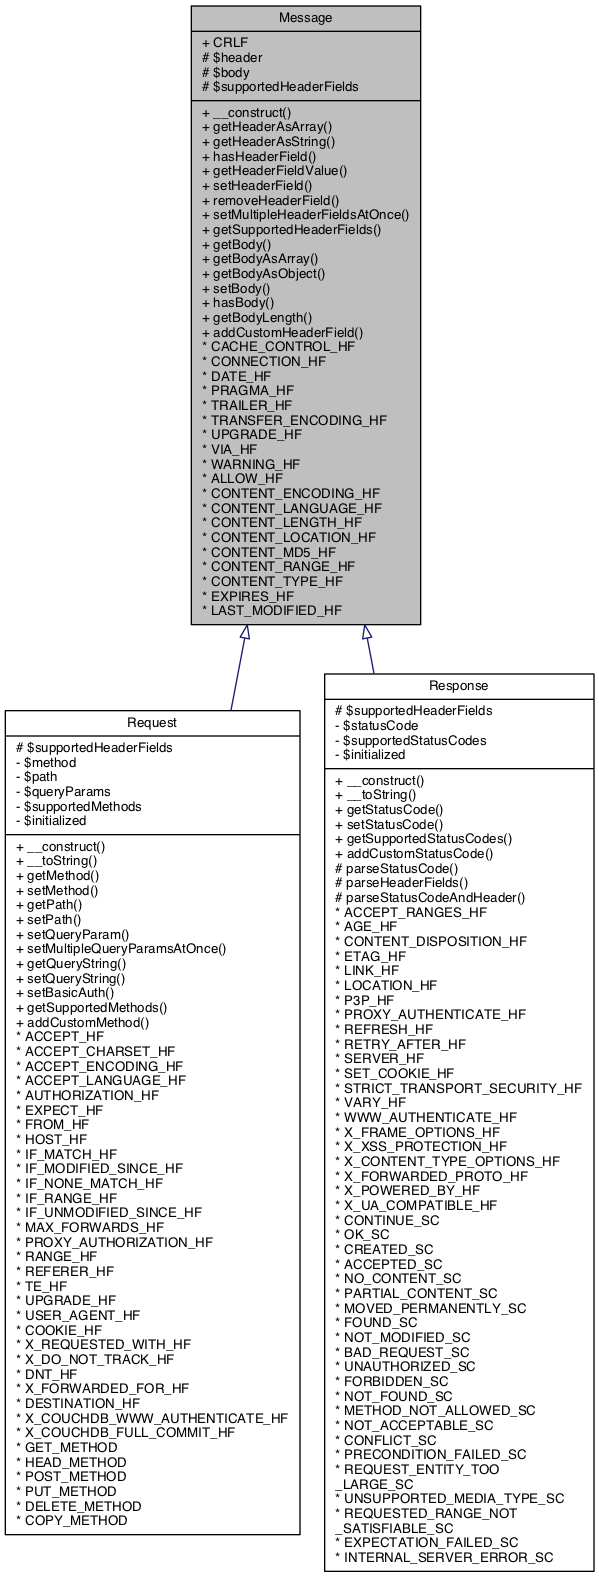 Message
+ CRLF
# $header
# $body
# $supportedHeaderFields
+ __construct()
+ getHeaderAsArray()
+ getHeaderAsString()
+ hasHeaderField()
+ getHeaderFieldValue()
+ setHeaderField()
+ removeHeaderField()
+ setMultipleHeaderFieldsAtOnce()
+ getSupportedHeaderFields()
+ getBody()
+ getBodyAsArray()
+ getBodyAsObject()
+ setBody()
+ hasBody()
+ getBodyLength()
+ addCustomHeaderField()
* CACHE_CONTROL_HF
* CONNECTION_HF
* DATE_HF
* PRAGMA_HF
* TRAILER_HF
* TRANSFER_ENCODING_HF
* UPGRADE_HF
* VIA_HF
* WARNING_HF
* ALLOW_HF
* CONTENT_ENCODING_HF
* CONTENT_LANGUAGE_HF
* CONTENT_LENGTH_HF
* CONTENT_LOCATION_HF
* CONTENT_MD5_HF
* CONTENT_RANGE_HF
* CONTENT_TYPE_HF
* EXPIRES_HF
* LAST_MODIFIED_HF
Request
# $supportedHeaderFields
- $method
- $path
- $queryParams
- $supportedMethods
- $initialized
+ __construct()
+ __toString()
+ getMethod()
+ setMethod()
+ getPath()
+ setPath()
+ setQueryParam()
+ setMultipleQueryParamsAtOnce()
+ getQueryString()
+ setQueryString()
+ setBasicAuth()
+ getSupportedMethods()
+ addCustomMethod()
* ACCEPT_HF
* ACCEPT_CHARSET_HF
* ACCEPT_ENCODING_HF
* ACCEPT_LANGUAGE_HF
* AUTHORIZATION_HF
* EXPECT_HF
* FROM_HF
* HOST_HF
* IF_MATCH_HF
* IF_MODIFIED_SINCE_HF
* IF_NONE_MATCH_HF
* IF_RANGE_HF
* IF_UNMODIFIED_SINCE_HF
* MAX_FORWARDS_HF
* PROXY_AUTHORIZATION_HF
* RANGE_HF
* REFERER_HF
* TE_HF
* UPGRADE_HF
* USER_AGENT_HF
* COOKIE_HF
* X_REQUESTED_WITH_HF
* X_DO_NOT_TRACK_HF
* DNT_HF
* X_FORWARDED_FOR_HF
* DESTINATION_HF
* X_COUCHDB_WWW_AUTHENTICATE_HF
* X_COUCHDB_FULL_COMMIT_HF
* GET_METHOD
* HEAD_METHOD
* POST_METHOD
* PUT_METHOD
* DELETE_METHOD
* COPY_METHOD
Response
# $supportedHeaderFields
- $statusCode
- $supportedStatusCodes
- $initialized
+ __construct()
+ __toString()
+ getStatusCode()
+ setStatusCode()
+ getSupportedStatusCodes()
+ addCustomStatusCode()
# parseStatusCode()
# parseHeaderFields()
# parseStatusCodeAndHeader()
* ACCEPT_RANGES_HF
* AGE_HF
* CONTENT_DISPOSITION_HF
* ETAG_HF
* LINK_HF
* LOCATION_HF
* P3P_HF
* PROXY_AUTHENTICATE_HF
* REFRESH_HF
* RETRY_AFTER_HF
* SERVER_HF
* SET_COOKIE_HF
* STRICT_TRANSPORT_SECURITY_HF
* VARY_HF
* WWW_AUTHENTICATE_HF
* X_FRAME_OPTIONS_HF
* X_XSS_PROTECTION_HF
* X_CONTENT_TYPE_OPTIONS_HF
* X_FORWARDED_PROTO_HF
* X_POWERED_BY_HF
* X_UA_COMPATIBLE_HF
* CONTINUE_SC
* OK_SC
* CREATED_SC
* ACCEPTED_SC
* NO_CONTENT_SC
* PARTIAL_CONTENT_SC
* MOVED_PERMANENTLY_SC
* FOUND_SC
* NOT_MODIFIED_SC
* BAD_REQUEST_SC
* UNAUTHORIZED_SC
* FORBIDDEN_SC
* NOT_FOUND_SC
* METHOD_NOT_ALLOWED_SC
* NOT_ACCEPTABLE_SC
* CONFLICT_SC
* PRECONDITION_FAILED_SC
* REQUEST_ENTITY_TOO
_LARGE_SC
* UNSUPPORTED_MEDIA_TYPE_SC
* REQUESTED_RANGE_NOT
_SATISFIABLE_SC
* EXPECTATION_FAILED_SC
* INTERNAL_SERVER_ERROR_SC